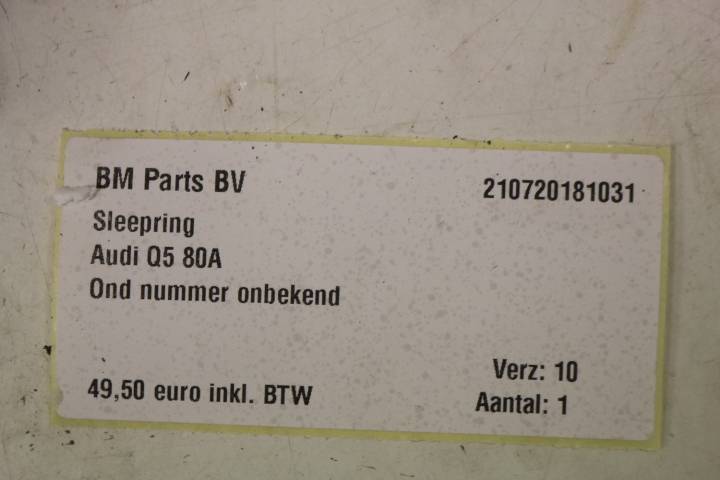 BM Parts BV 210720181031
Sleepring
Audi Q5 80A
Ond nummer onbekend
Verz: 10
49,50 euro inkl. BTW
Aantal: 1